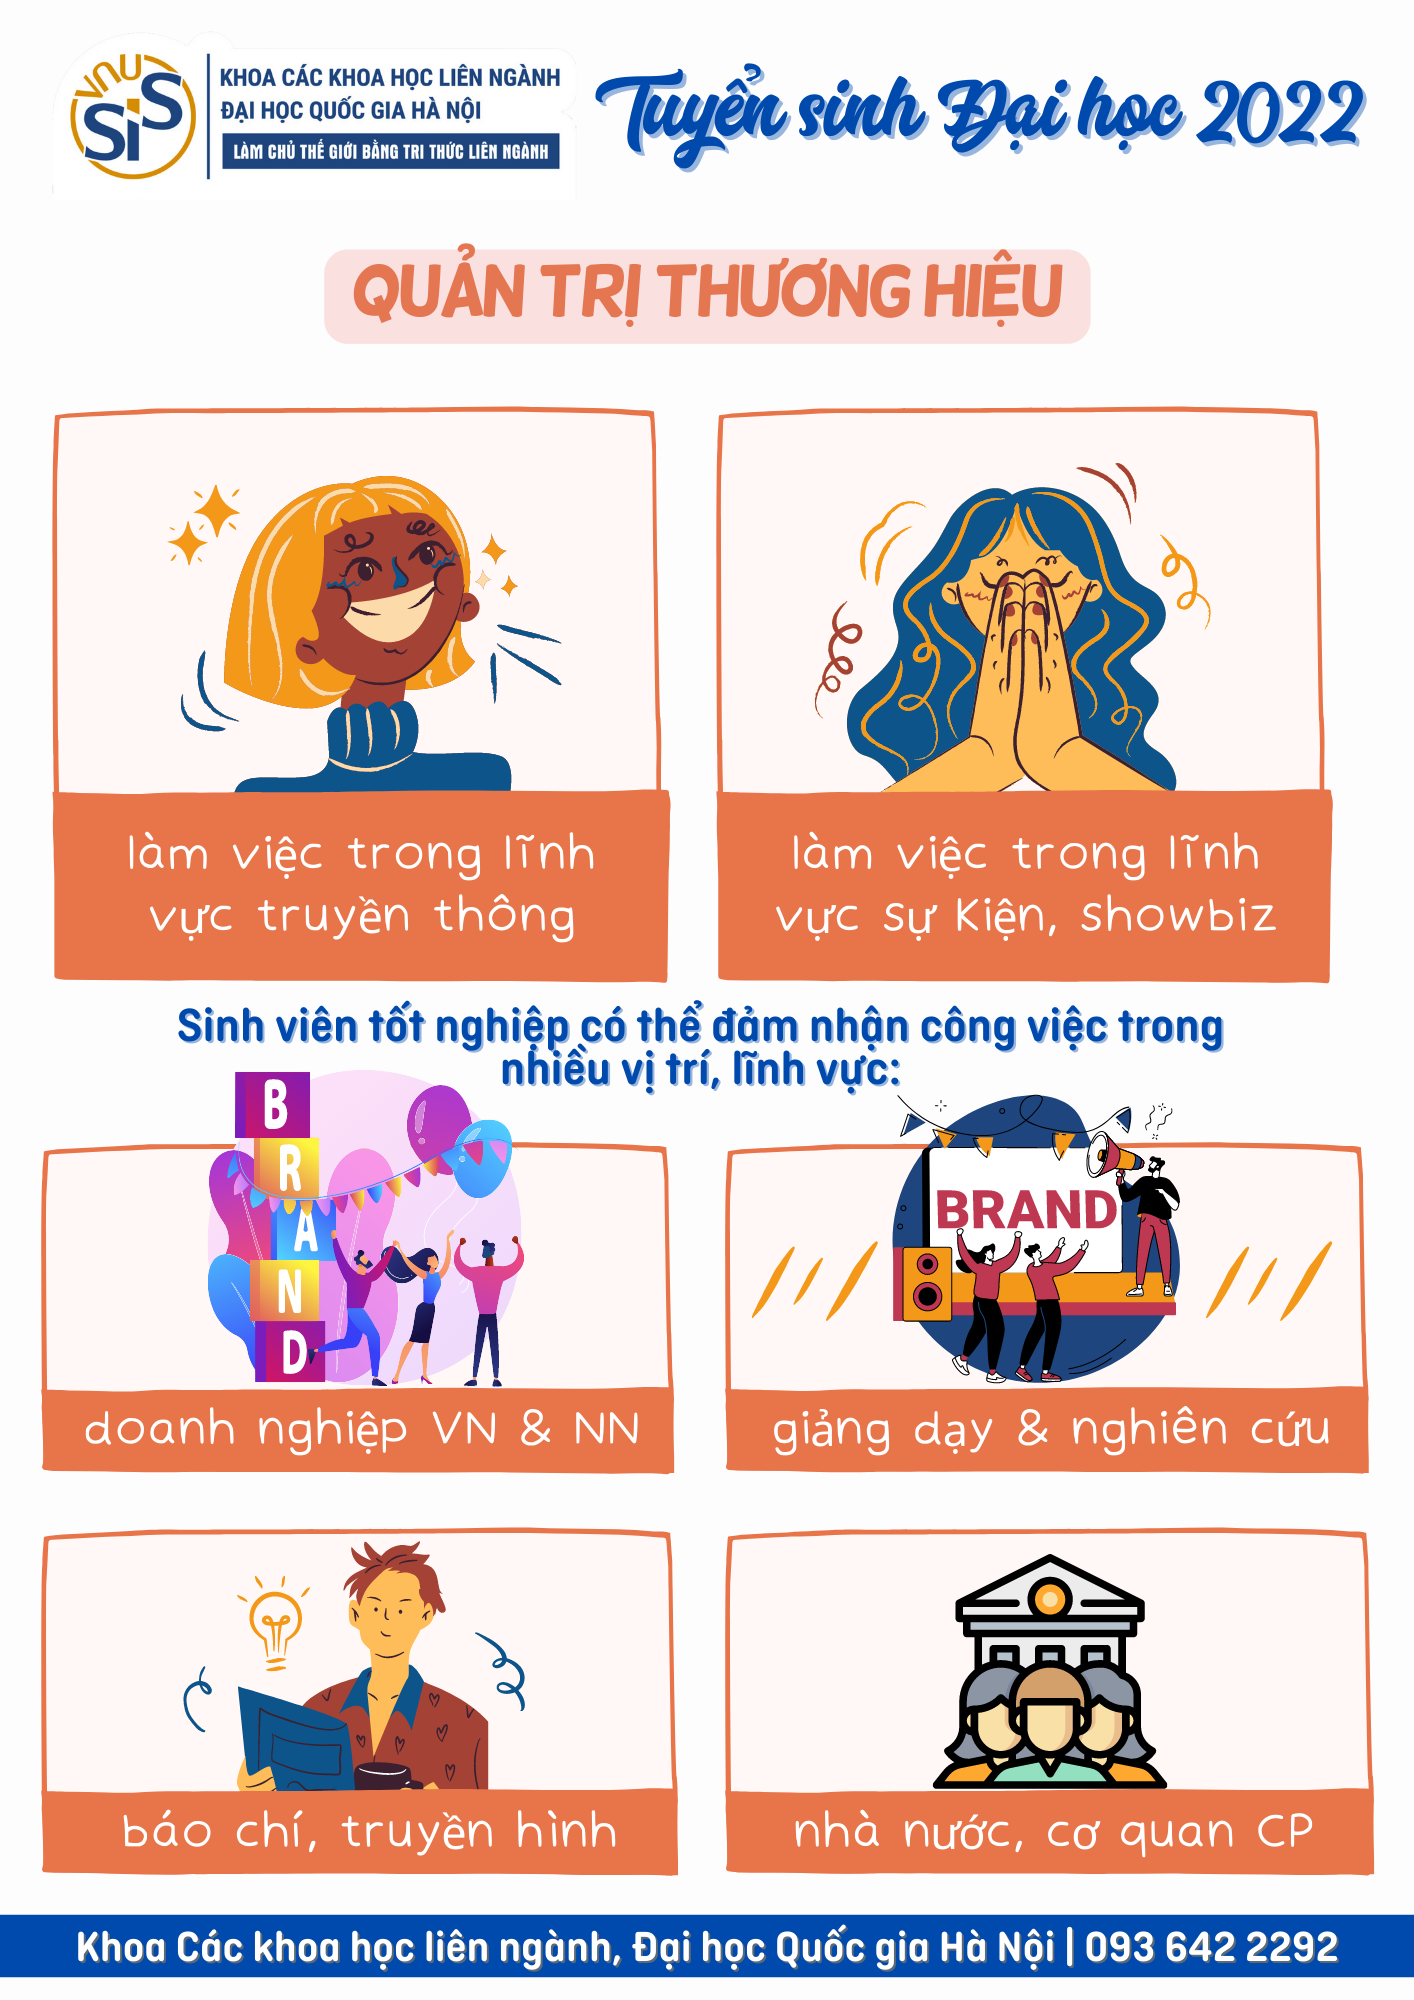 VNU
SiS
KHOA CÁC KHOA HỌC LIÊN NGÀNH
ĐẠI HỌC QUỐC GIA HÀ NỘI
LÀM CHỦ THẾ GIỚI BẰNG TRI THỨC LIÊN NGÀNH
Tuyển sinh Đại học 2022
QUẢN TRỊ THƯƠNG HIỆU
làm việc trong lĩnh
vực truyền thông
làm việc trong lĩnh
vực sự kiện, showbiz
Sinh viên tốt nghiệp có thể đảm nhận công việc trong
nhiều vị trí, lĩnh vực:
B
R
A
N
D
BRAND
doanh nghiệp VN & NN
giảng dạy & nghiên cứu
báo chí, truyền hình
nhà nước, cơ quan CP
Khoa Các khoa học liên ngành, Đại học Quốc gia Hà Nội | 093 642 2292